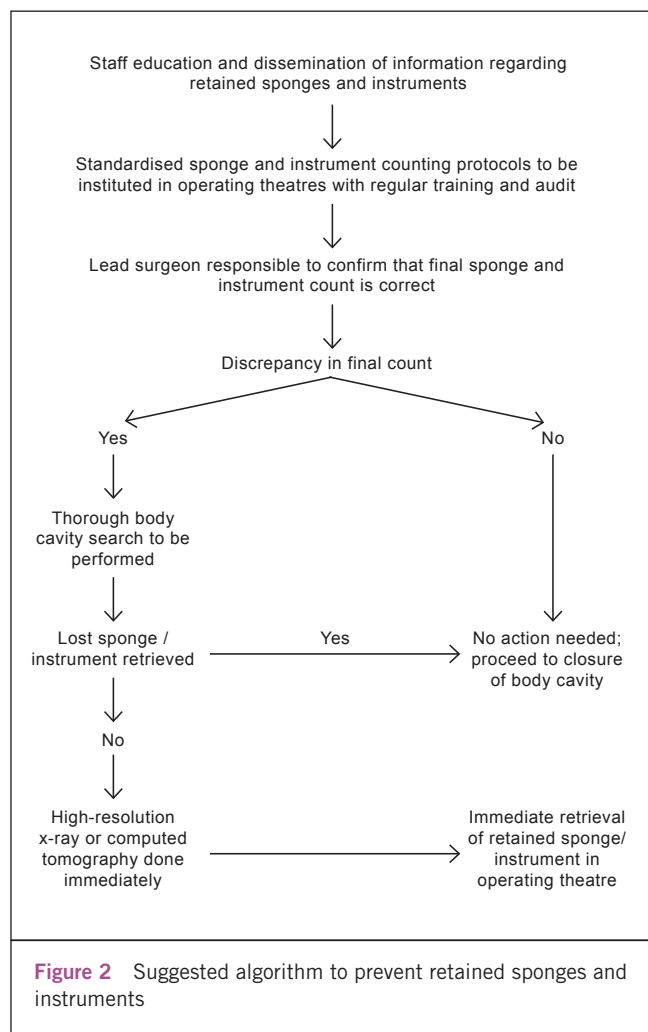 Staff education and dissemination of information regarding
retained sponges and instruments
Standardised sponge and instrument counting protocols to be
instituted in operating theatres with regular training and audit
Lead surgeon responsible to confirm that final sponge and
instrument count is correct
Discrepancy in final count
Yes
No
Thorough body
cavity search to be
performed
Lost sponge /
instrument retrieved
Yes
No action needed;
proceed to closure
of body cavity
No
High-resolution
x-ray or computed
tomography done
immediately
Immediate retrieval
of retained sponge/
instrument in
operating theatre
Figure 2 Suggested algorithm to prevent retained sponges and
instruments